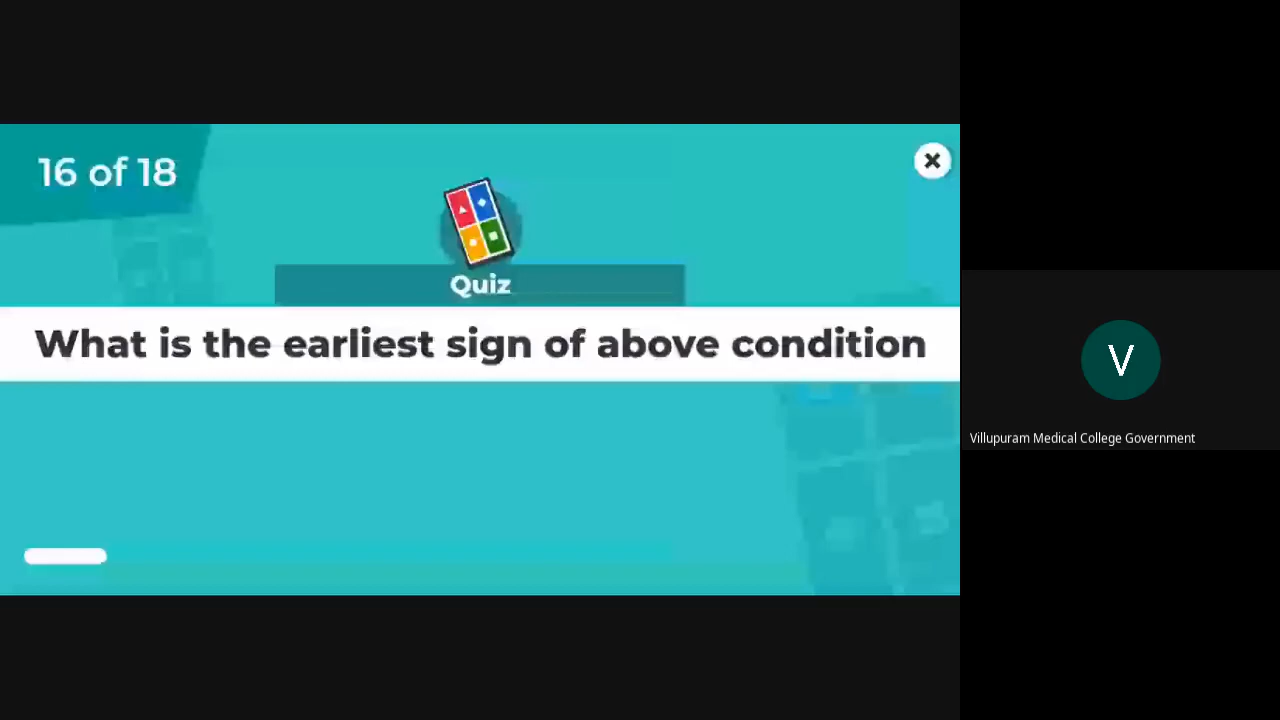 16 of 18
Quiz
What is the earliest sign of above condition
V
Villupuram Medical College Government